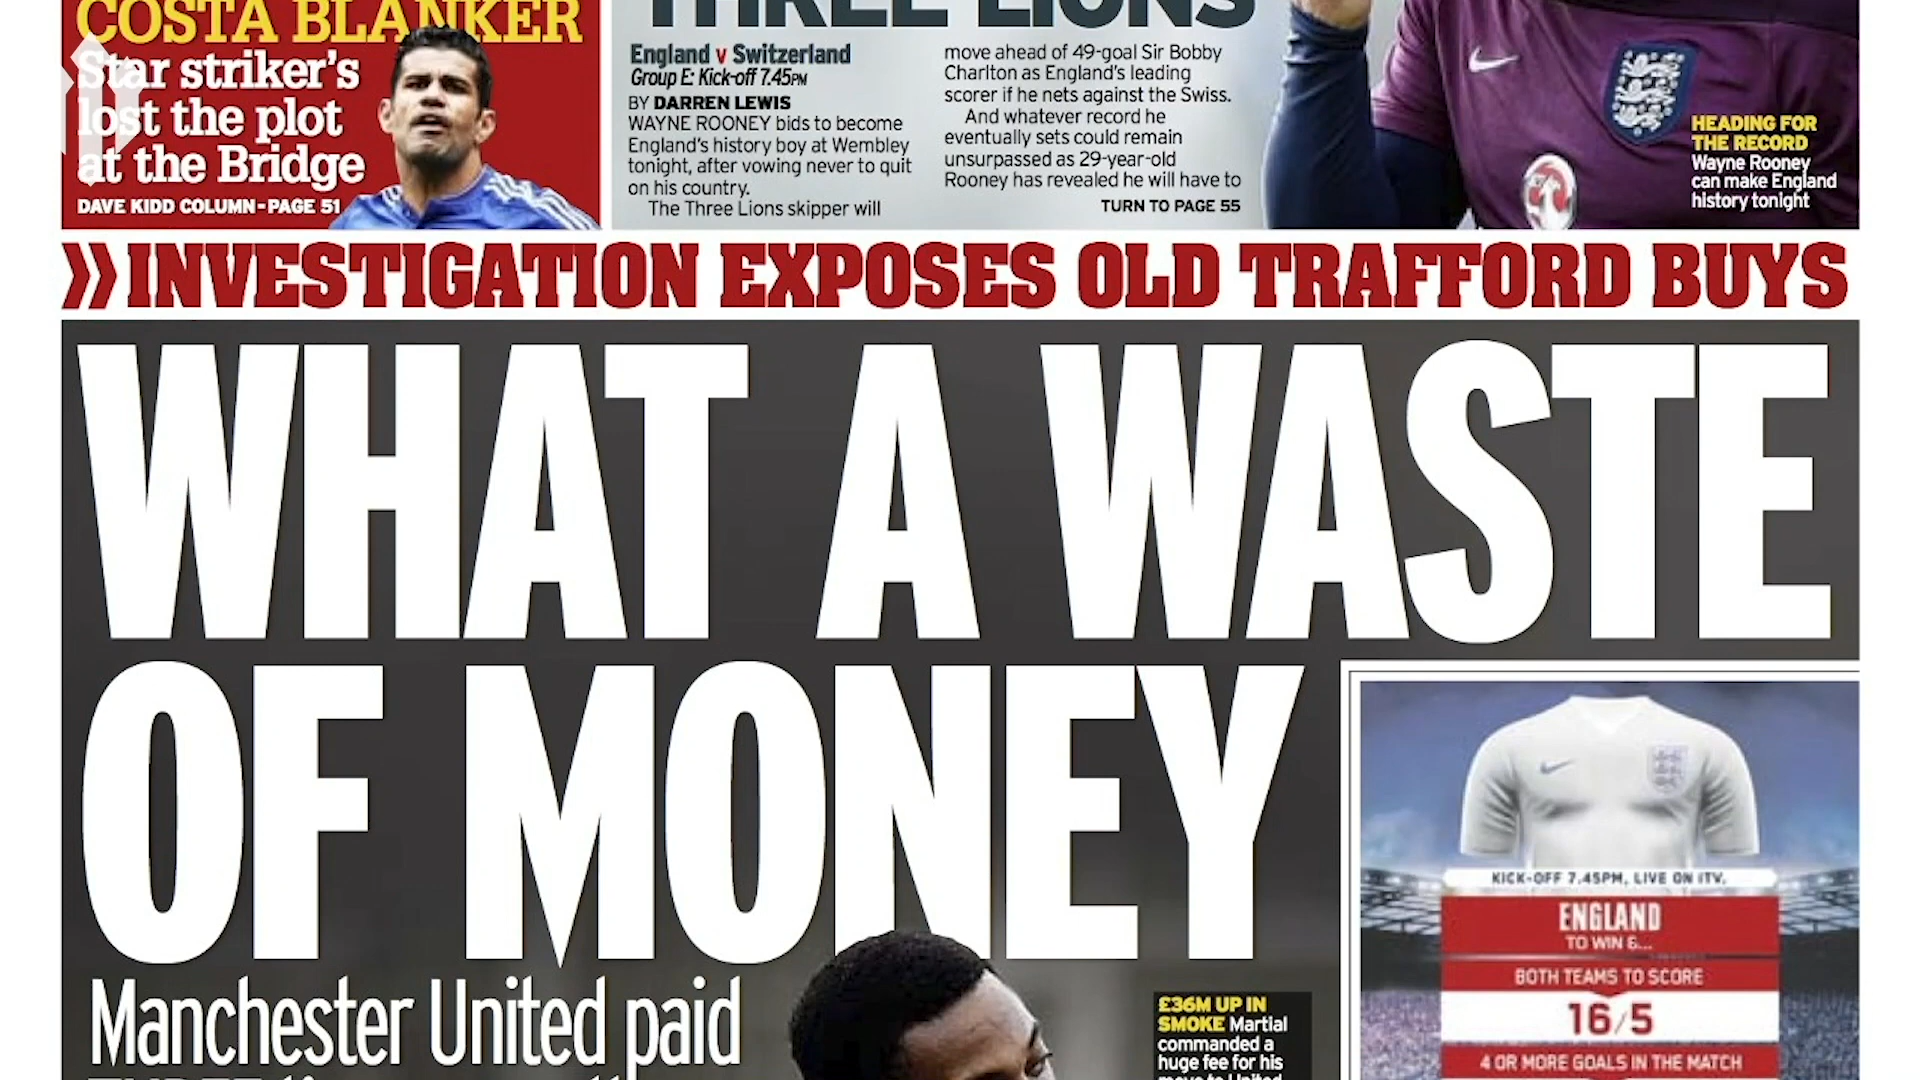 COSTA BLANKER
Star striker's
lost the plot
at the Bridge
DAVE KIDD COLUMN-PAGE 51
THREE LIONS
England v Switzerland
Group E: Kick-off 7.45PM
BY DARREN LEWIS
WAYNE ROONEY bids to become
England's history boy at Wembley
tonight, after vowing never to quit
on his country.
The Three Lions skipper will
move ahead of 49-goal Sir Bobby
Charlton as England's leading
scorer if he nets against the Swiss.
And whatever record he
eventually sets could remain
unsurpassed as 29-year-old
Rooney has revealed he will have to
TURN TO PAGE 55
HEADING FOR
THE RECORD
Wayne Rooney
can make England
history tonight
INVESTIGATION EXPOSES OLD TRAFFORD BUYS
WHAT A WASTE
OF MONEY
Manchester United paid
£36M UP IN
SMOKE Martial
commanded a
huge fee for his
move to United
KICK-OFF 7.45PM, LIVE ON ITV.
ENGLAND
TO WIN &...
BOTH TEAMS TO SCORE
16/5
4 OR MORE GOALS IN THE MATCH